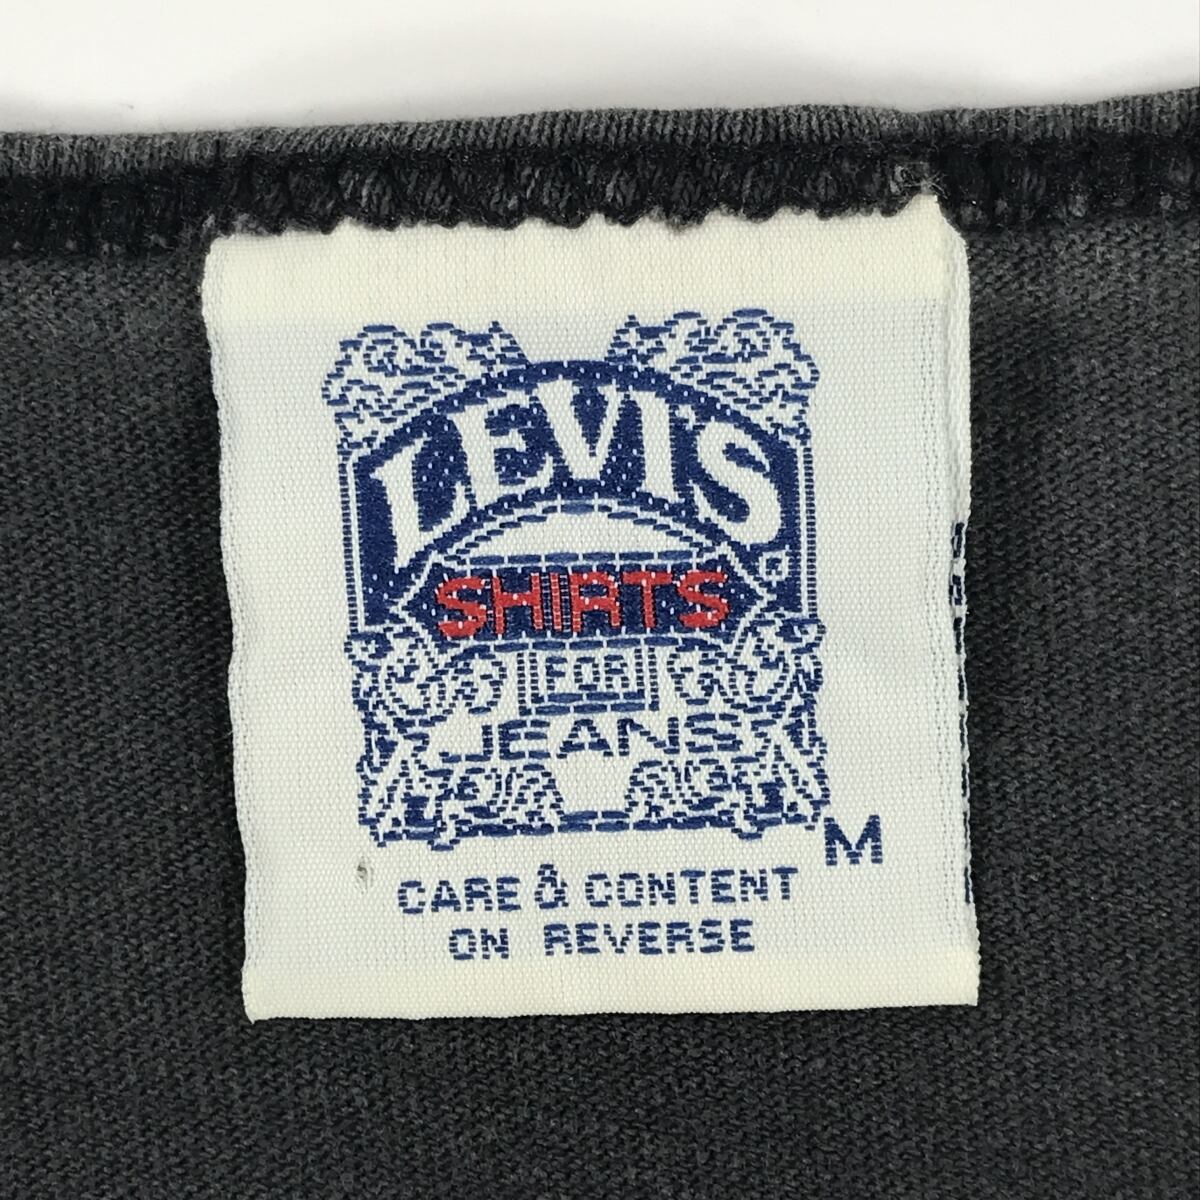 LEVI'S®
SHIRTS
FOR
JEANS
M
CARE & CONTENT
ON REVERSE